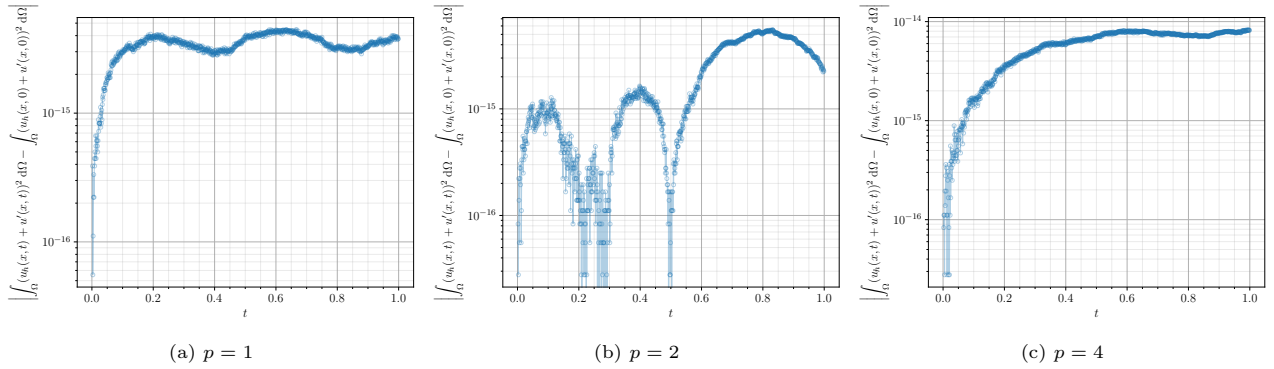 |∫_Ω (u_h(x, t) + u′(x, t))² dΩ − ∫_Ω (u_h(x, 0) + u′(x, 0))² dΩ|
10⁻¹⁵
10⁻¹⁶
0.0 0.2 0.4 0.6 0.8 1.0
t
(a) p = 1
|∫_Ω (u_h(x, t) + u′(x, t))² dΩ − ∫_Ω (u_h(x, 0) + u′(x, 0))² dΩ|
10⁻¹⁵
10⁻¹⁶
0.0 0.2 0.4 0.6 0.8 1.0
t
(b) p = 2
|∫_Ω (u_h(x, t) + u′(x, t))² dΩ − ∫_Ω (u_h(x, 0) + u′(x, 0))² dΩ|
10⁻¹⁴
10⁻¹⁵
10⁻¹⁶
0.0 0.2 0.4 0.6 0.8 1.0
t
(c) p = 4